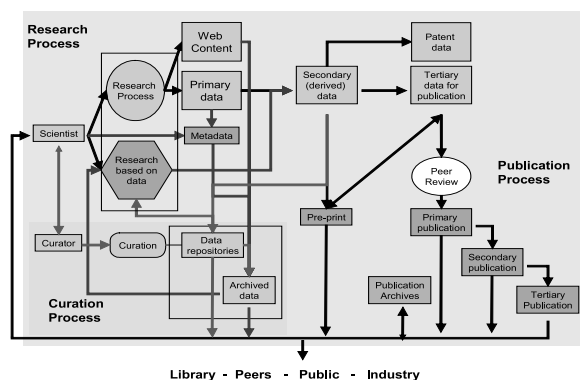 Research
Process
Web
Content
Patent
data
Research
Process
Primary
data
Secondary
(derived)
data
Tertiary
data for
publication
Scientist
Metadata
Research
based on
data
Peer
Review
Publication
Process
Pre-print
Primary
publication
Curator
Curation
Data
repositories
Secondary
publication
Archived
data
Publication
Archives
Tertiary
Publication
Curation
Process
Library - Peers - Public - Industry